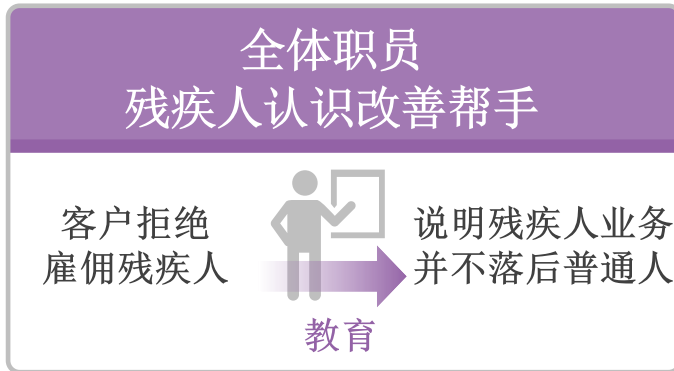 全体职员
残疾人认识改善帮手
客户拒绝
雇佣残疾人
说明残疾人业务
并不落后普通人
教育